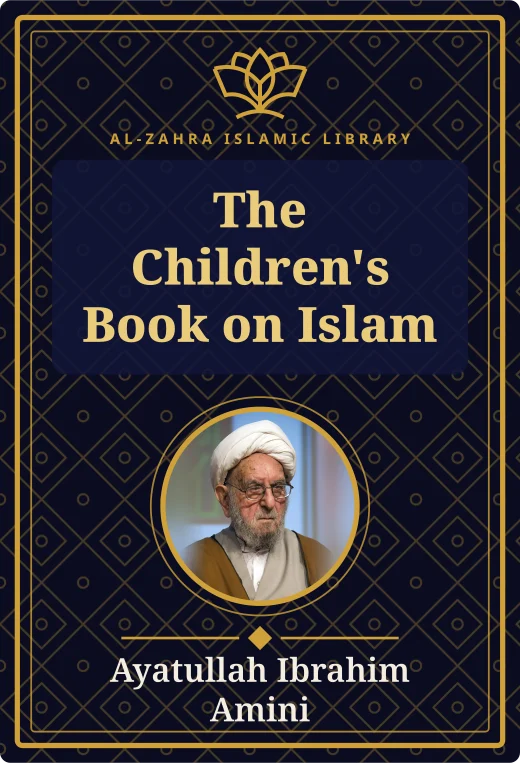 AL-ZAHRA ISLAMIC LIBRARY
The
Children's
Book on Islam
Ayatullah Ibrahim
Amini